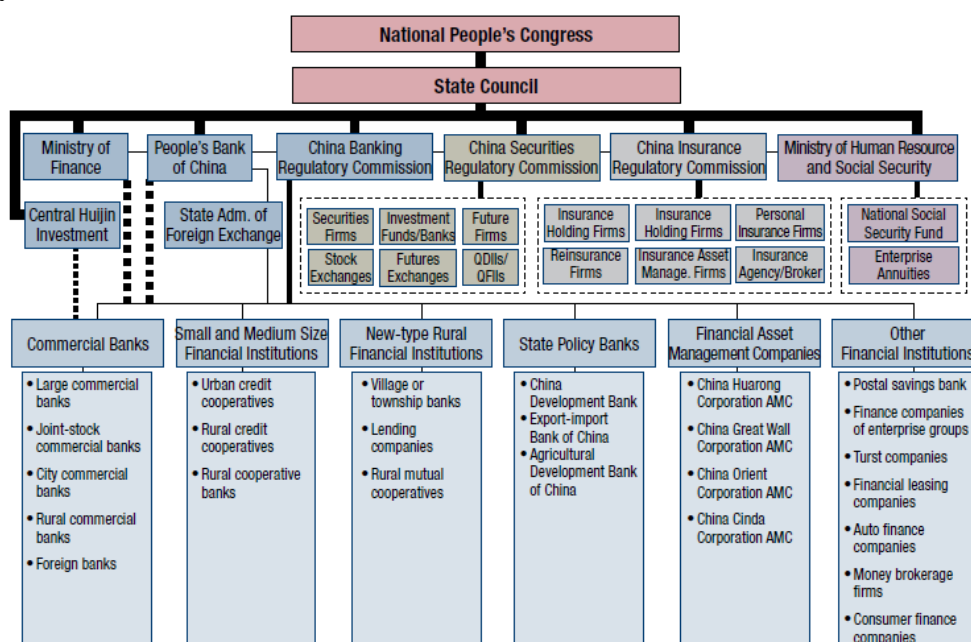 National People's Congress
State Council
Ministry of
Finance
People's Bank
of China
China Banking
Regulatory Commission
China Securities
Regulatory Commission
China Insurance
Regulatory Commission
Ministry of Human Resource
and Social Security
Central Huijin
Investment
State Adm. of
Foreign Exchange
Securities
Firms
Investment
Funds/Banks
Future
Firms
Stock
Exchanges
Futures
Exchanges
QDIIs/
QFIIs
Insurance
Holding Firms
Insurance
Holding Firms
Personal
Insurance Firms
Reinsurance
Firms
Insurance Asset
Manage. Firms
Insurance
Agency/Broker
National Social
Security Fund
Enterprise
Annuities
Commercial Banks
• Large commercial
banks
• Joint-stock
commercial banks
• City commercial
banks
• Rural commercial
banks
• Foreign banks
Small and Medium Size
Financial Institutions
• Urban credit
cooperatives
• Rural credit
cooperatives
• Rural cooperative
banks
New-type Rural
Financial Institutions
• Village or
township banks
• Lending
companies
• Rural mutual
cooperatives
State Policy Banks
• China
Development Bank
• Export-import
Bank of China
• Agricultural
Development Bank
of China
Financial Asset
Management Companies
• China Huarong
Corporation AMC
• China Great Wall
Corporation AMC
• China Orient
Corporation AMC
• China Cinda
Corporation AMC
Other
Financial Institutions
• Postal savings bank
• Finance companies
of enterprise groups
• Turst companies
• Financial leasing
companies
• Auto finance
companies
• Money brokerage
firms
• Consumer finance
companies